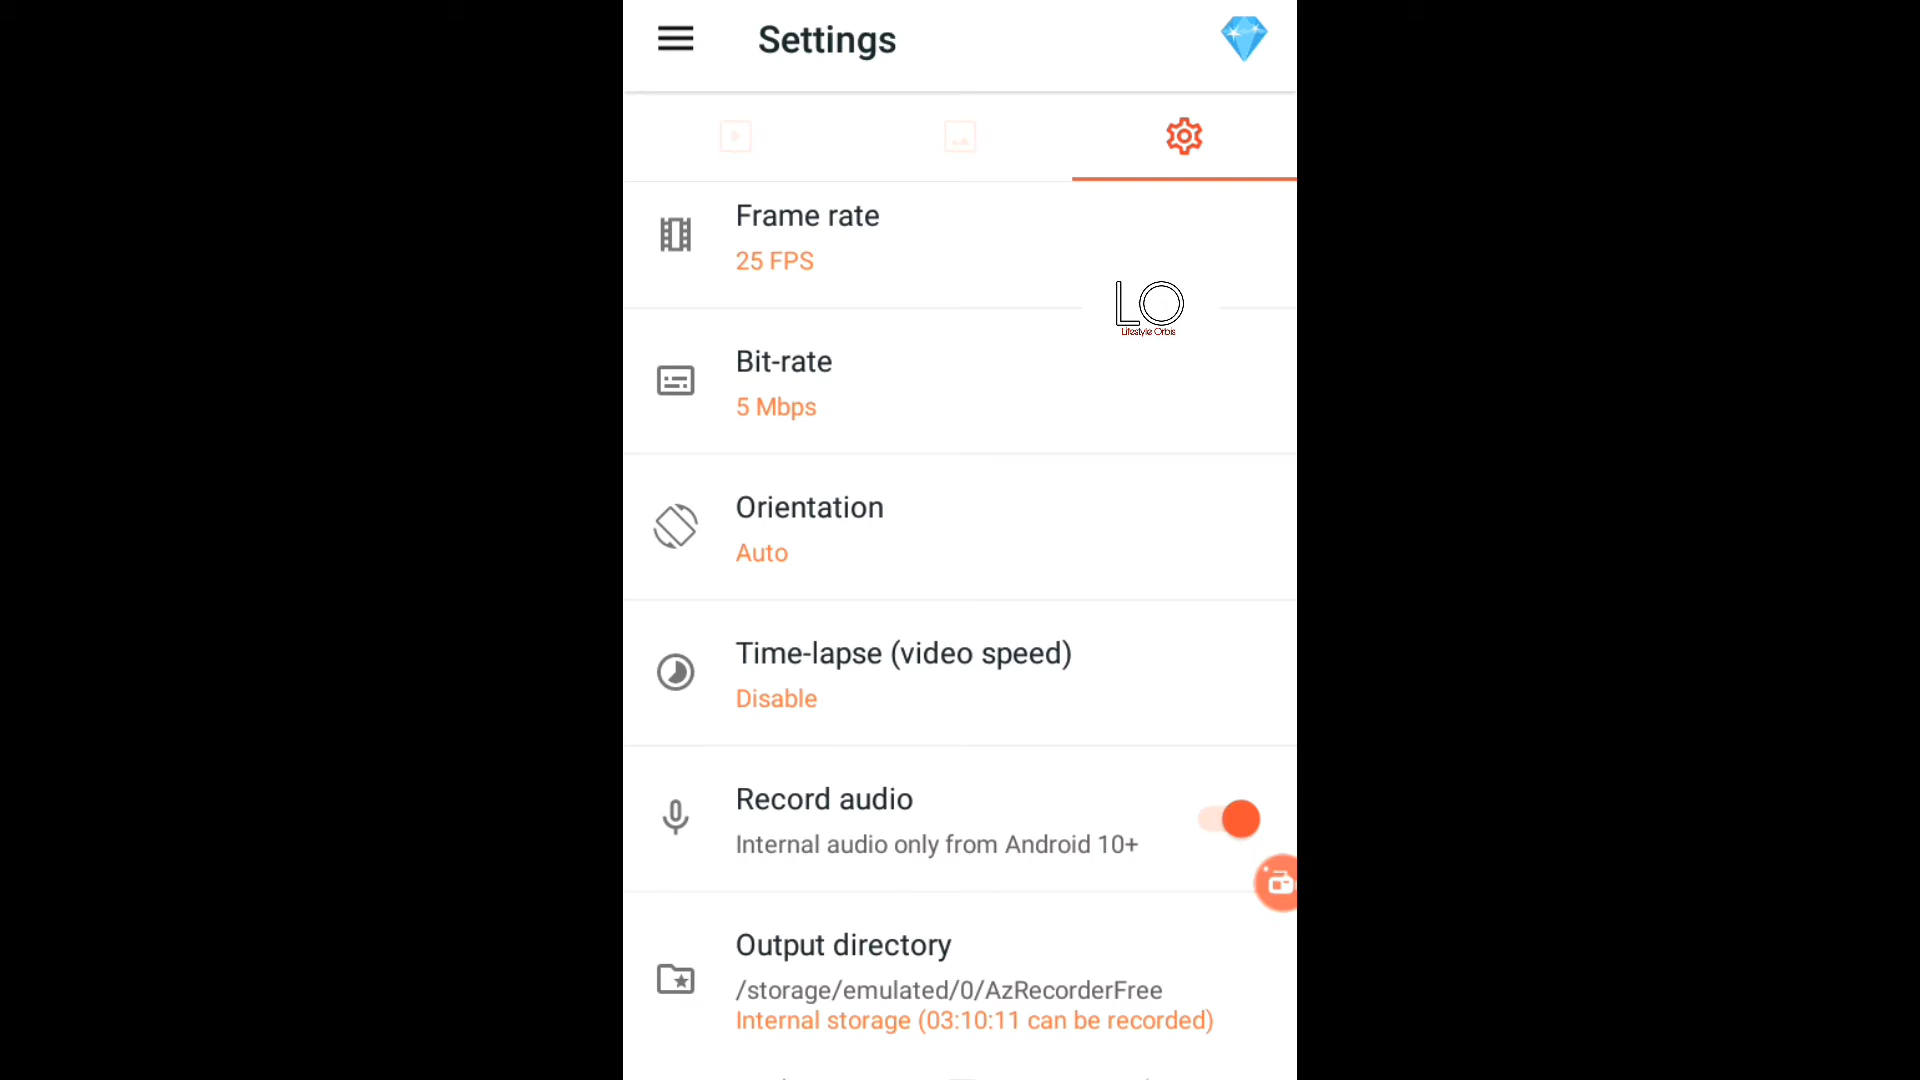 Settings
Frame rate
25 FPS
LO
Lifestyle Orbis
Bit-rate
5 Mbps
Orientation
Auto
Time-lapse (video speed)
Disable
Record audio
Internal audio only from Android 10+
Output directory
/storage/emulated/0/AzRecorderFree
Internal storage (03:10:11 can be recorded)